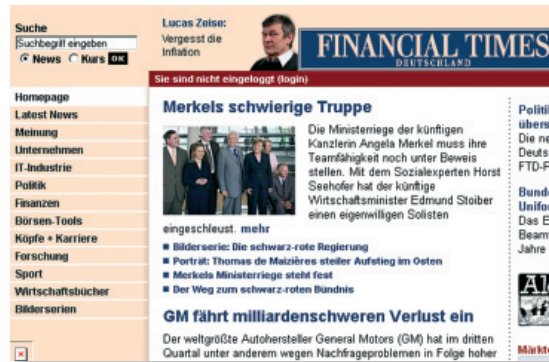 Suche
Suchbegriff eingeben
News Kurs OK
Lucas Zeise:
Vergesst die
Inflation
FINANCIAL TIMES
DEUTSCHLAND
Sie sind nicht eingeloggt (login)
Homepage
Latest News
Meinung
Unternehmen
IT-Industrie
Politik
Finanzen
Börsen-Tools
Köpfe + Karriere
Forschung
Sport
Wirtschaftsbücher
Bilderserien
Merkels schwierige Truppe
Die Ministerriege der künftigen
Kanzlerin Angela Merkel muss ihre
Teamfähigkeit noch unter Beweis
stellen. Mit dem Sozialexperten Horst
Seehofer hat der künftige
Wirtschaftsminister Edmund Stoiber
einen eigenwilligen Solisten
eingeschleust. mehr
Bilderserie: Die schwarz-rote Regierung
Porträt: Thomas de Maizières steiler Aufstieg im Osten
Merkels Ministerriege steht fest
Der Weg zum schwarz-roten Bündnis
GM fährt milliardenschweren Verlust ein
Der weltgrößte Autohersteller General Motors (GM) hat im dritten
Quartal unter anderem wegen Nachfrageproblemen in Folge hoher
Politi
übers
Die ne
Deuts
FTD-F
Bund
Unifo
Das E
Beam
Jahre
Al
Märkt